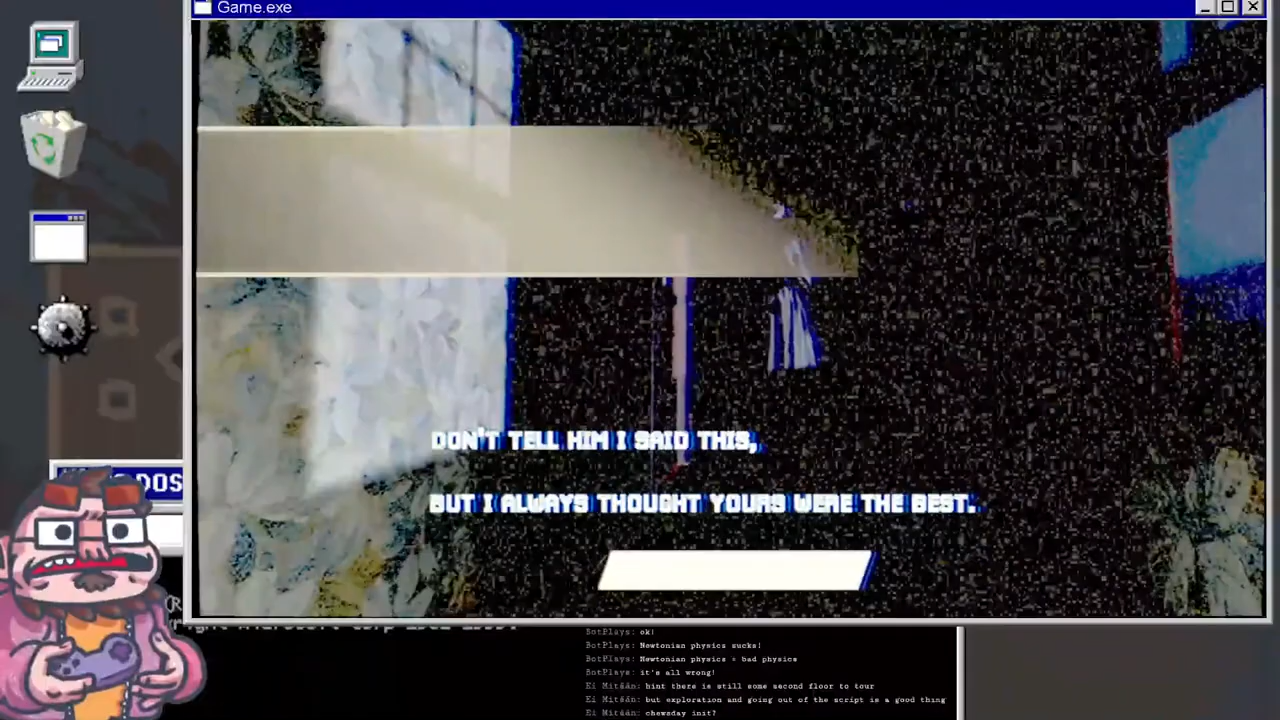 Game.exe
DON'T TELL HIM I SAID THIS,
BUT I ALWAYS THOUGHT YOURS WERE THE BEST.
DOS
BotPlays: ok!
BotPlays: Newtonian physics sucks!
BotPlays: Newtonian physics = bad physics
BotPlays: it's all wrong!
Ei Mitään: hint there is still some second floor to tour
Ei Mitään: but exploration and going out of the script is a good thing
Ei Mitään: chewsday init?